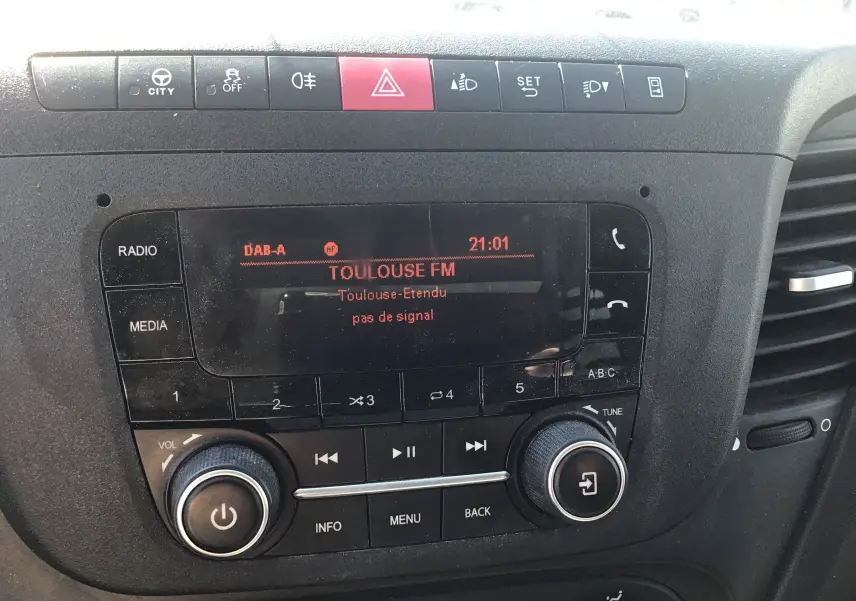 CITY
OFF
SET
RADIO
DAB-A
AF
21:01
TOULOUSE FM
Toulouse-Etendu
pas de signal
MEDIA
1
2
3
4
5
A·B·C
VOL
TUNE
INFO
MENU
BACK